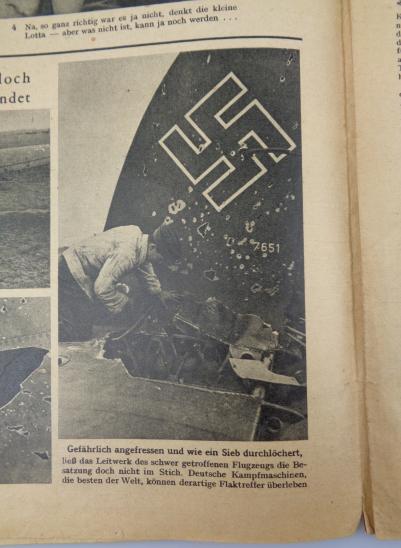 4 Na, so ganz richtig war es ja nicht, denkt die kleine
Lotta — aber was nicht ist, kann ja noch werden . . .
doch
ndet
7651
Gefährlich angefressen und wie ein Sieb durchlöchert,
ließ das Leitwerk des schwer getroffenen Flugzeugs die Be-
satzung doch nicht im Stich. Deutsche Kampfmaschinen,
die besten der Welt, können derartige Flaktreffer überleben